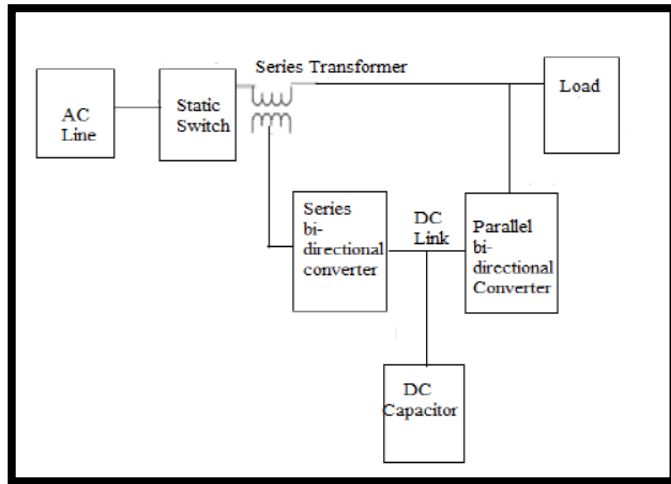 Series Transformer
AC
Line
Static
Switch
Load
Series
bi-
directional
converter
DC
Link
Parallel
bi-
directional
Converter
DC
Capacitor